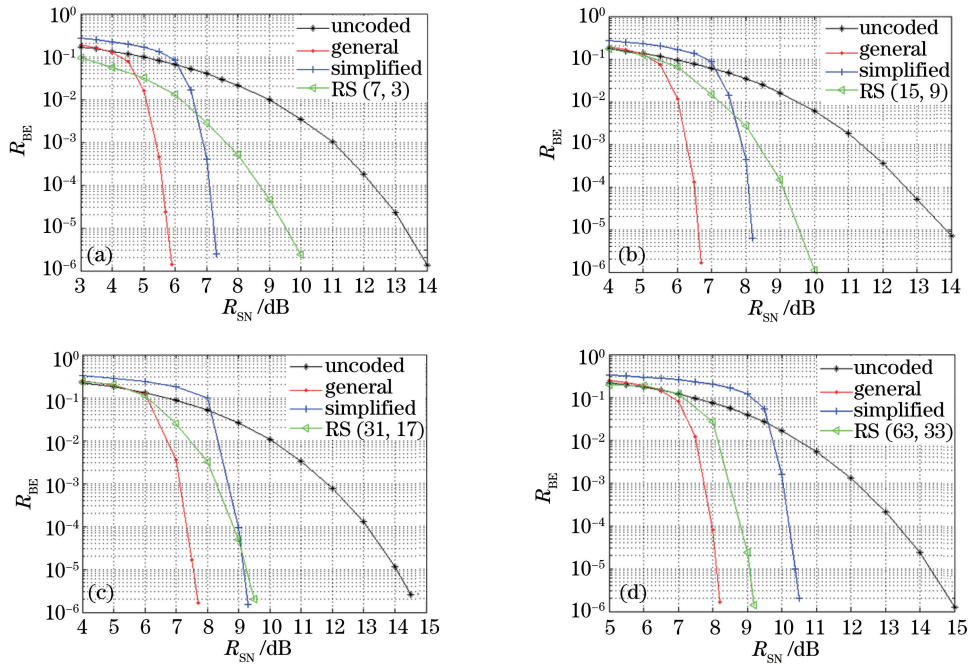 10⁰
10⁻¹
10⁻²
10⁻³
10⁻⁴
10⁻⁵
10⁻⁶
R_BE
uncoded
general
simplified
RS (7, 3)
(a)
3 4 5 6 7 8 9 10 11 12 13 14
R_SN /dB
10⁰
10⁻¹
10⁻²
10⁻³
10⁻⁴
10⁻⁵
10⁻⁶
R_BE
uncoded
general
simplified
RS (15, 9)
(b)
4 5 6 7 8 9 10 11 12 13 14
R_SN /dB
10⁰
10⁻¹
10⁻²
10⁻³
10⁻⁴
10⁻⁵
10⁻⁶
R_BE
uncoded
general
simplified
RS (31, 17)
(c)
4 5 6 7 8 9 10 11 12 13 14 15
R_SN /dB
10⁰
10⁻¹
10⁻²
10⁻³
10⁻⁴
10⁻⁵
10⁻⁶
R_BE
uncoded
general
simplified
RS (63, 33)
(d)
5 6 7 8 9 10 11 12 13 14 15
R_SN /dB